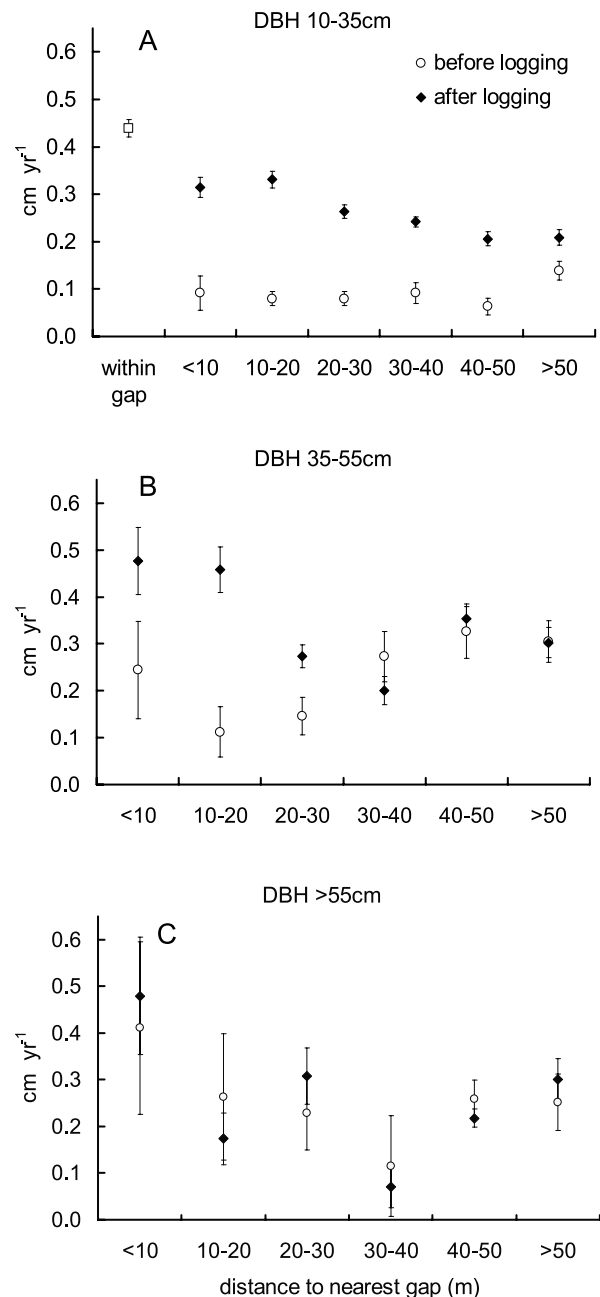 DBH 10-35cm
A
○ before logging
◆ after logging
0.6
0.5
0.4
0.3
0.2
0.1
0.0
cm yr-1
within gap <10 10-20 20-30 30-40 40-50 >50
DBH 35-55cm
B
0.6
0.5
0.4
0.3
0.2
0.1
0.0
cm yr-1
<10 10-20 20-30 30-40 40-50 >50
DBH >55cm
C
0.6
0.5
0.4
0.3
0.2
0.1
0.0
cm yr-1
<10 10-20 20-30 30-40 40-50 >50
distance to nearest gap (m)